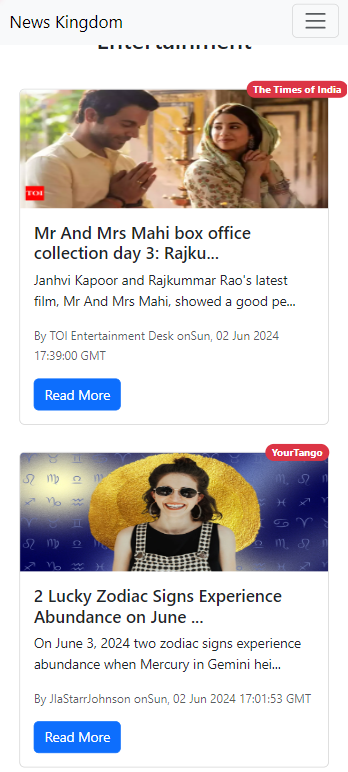 News Kingdom
Entertainment
The Times of India
TOI
Mr And Mrs Mahi box office
collection day 3: Rajku...
Janhvi Kapoor and Rajkummar Rao's latest
film, Mr And Mrs Mahi, showed a good pe...
By TOI Entertainment Desk onSun, 02 Jun 2024
17:39:00 GMT
Read More
YourTango
2 Lucky Zodiac Signs Experience
Abundance on June ...
On June 3, 2024 two zodiac signs experience
abundance when Mercury in Gemini hei...
By JlaStarrJohnson onSun, 02 Jun 2024 17:01:53 GMT
Read More